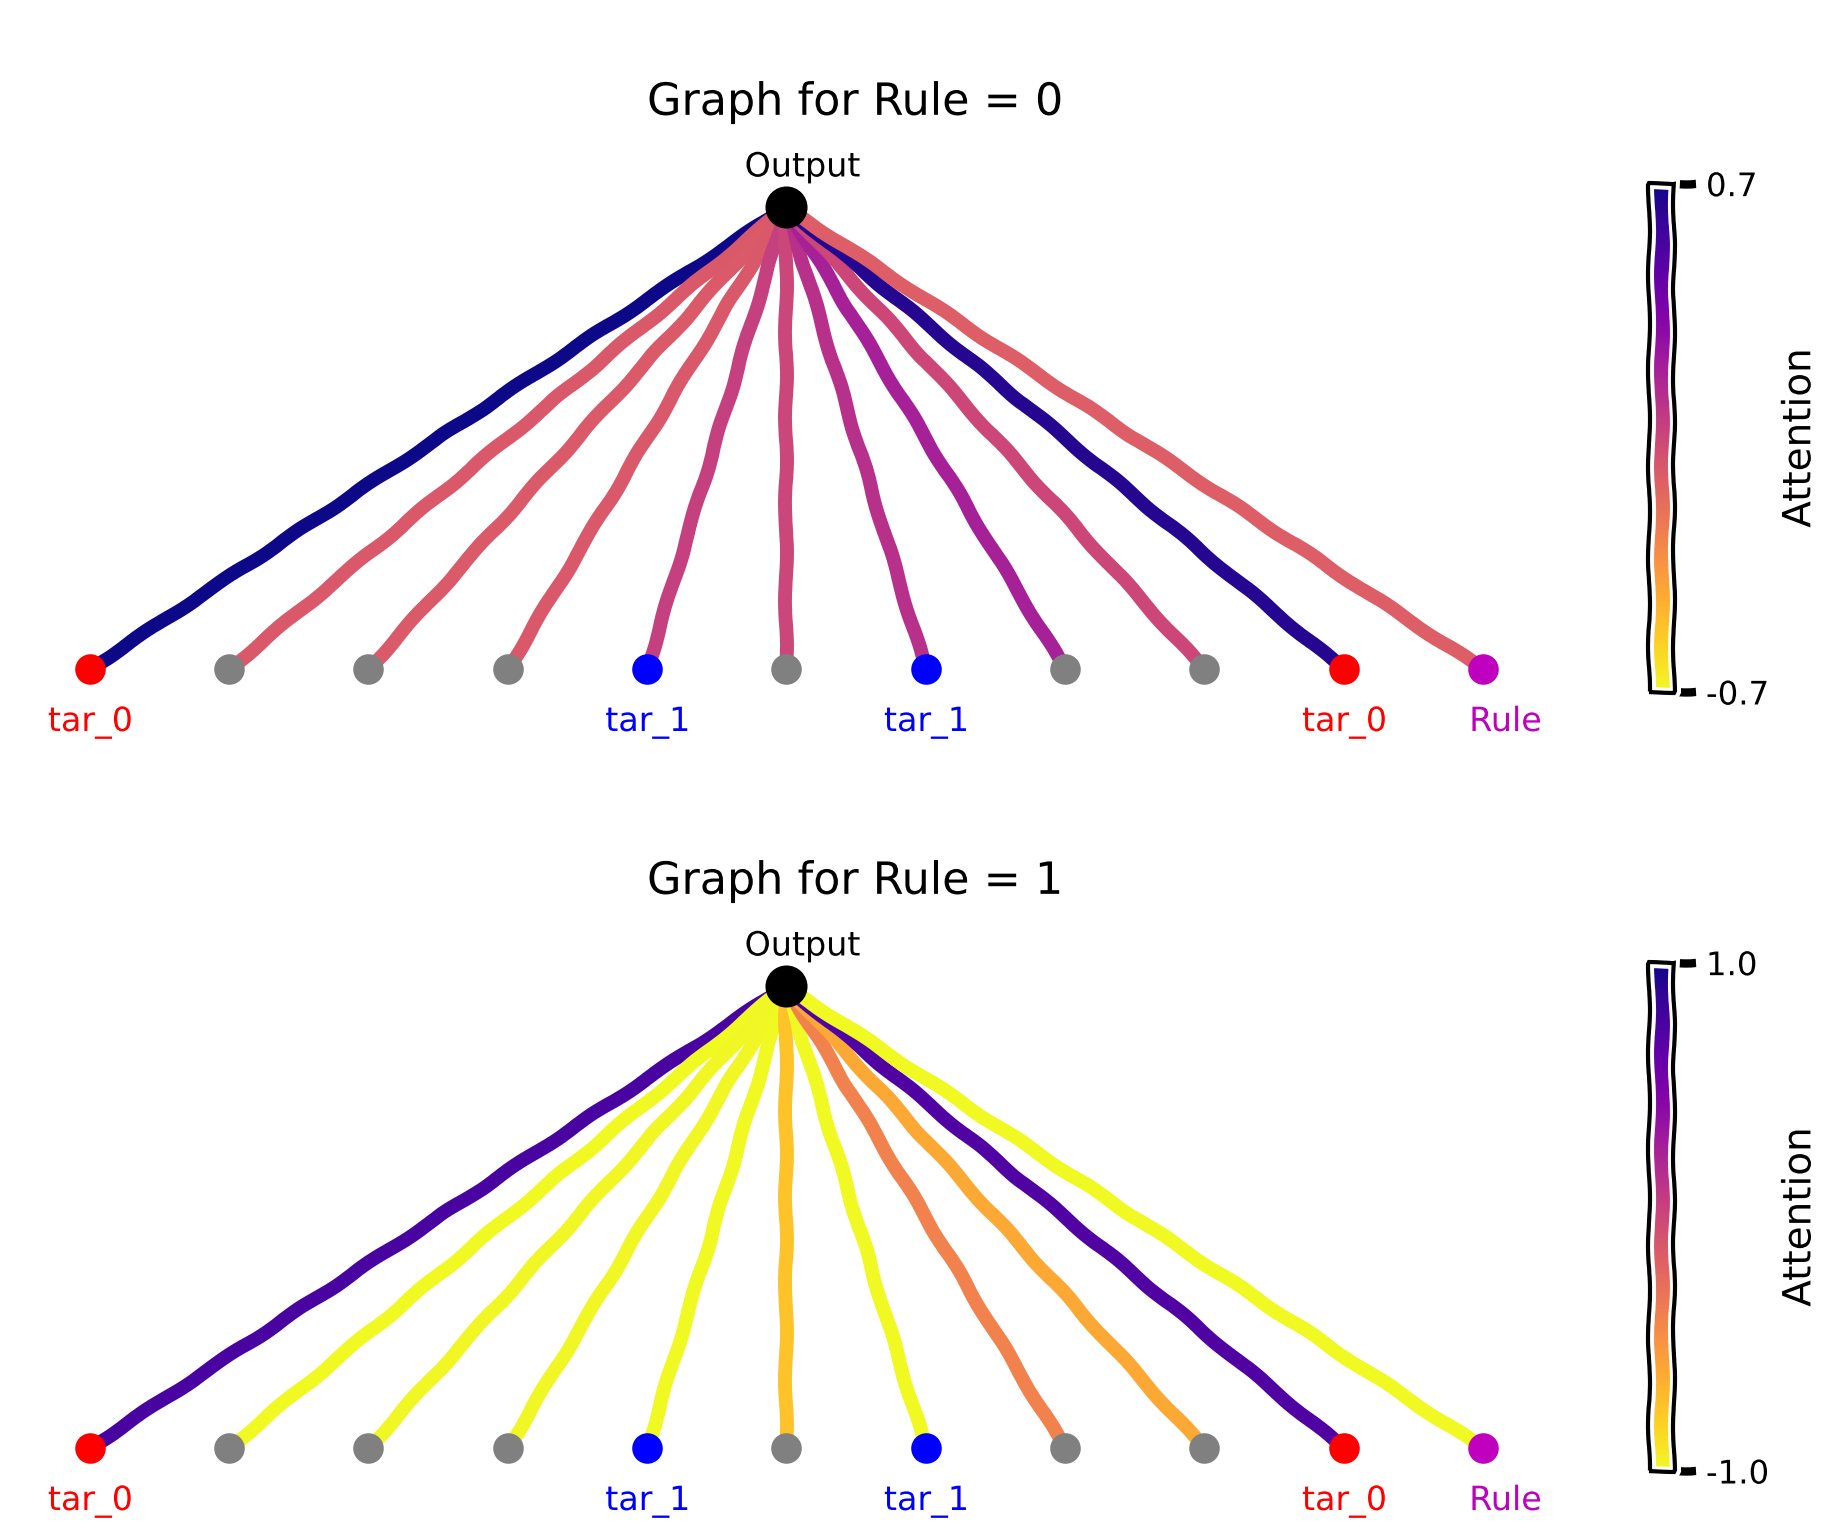 Graph for Rule = 0
Output
0.7
Attention
-0.7
tar_0
tar_1
tar_1
tar_0
Rule
Graph for Rule = 1
Output
1.0
Attention
-1.0
tar_0
tar_1
tar_1
tar_0
Rule